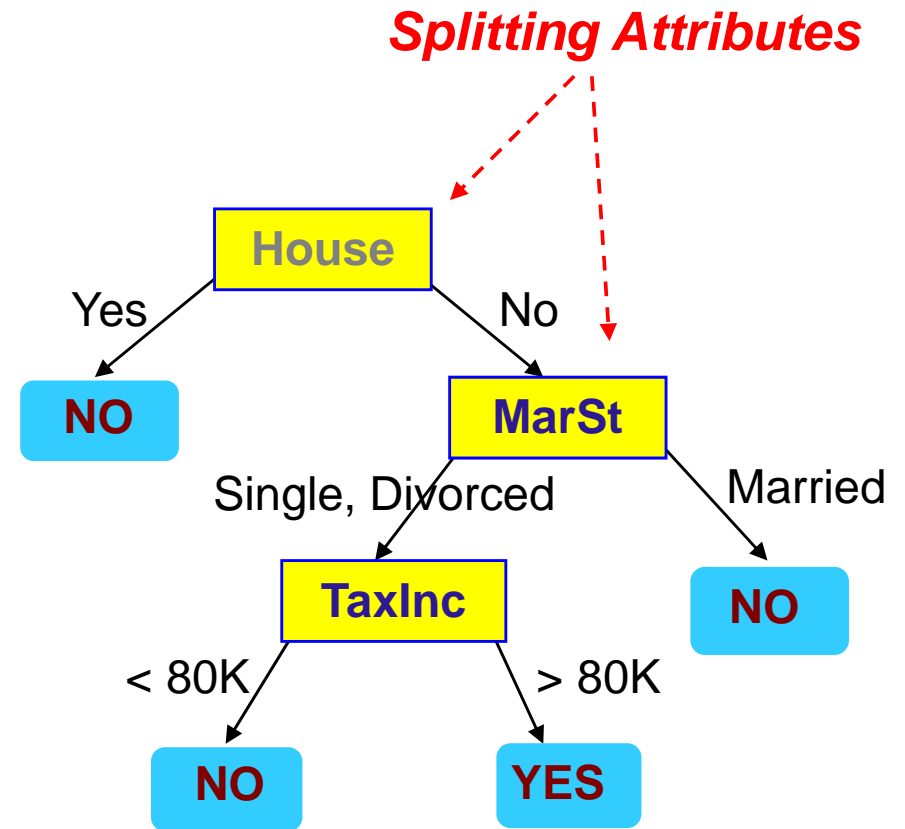 Splitting Attributes
House
Yes
No
NO
MarSt
Single, Divorced
Married
TaxInc
NO
< 80K
> 80K
NO
YES